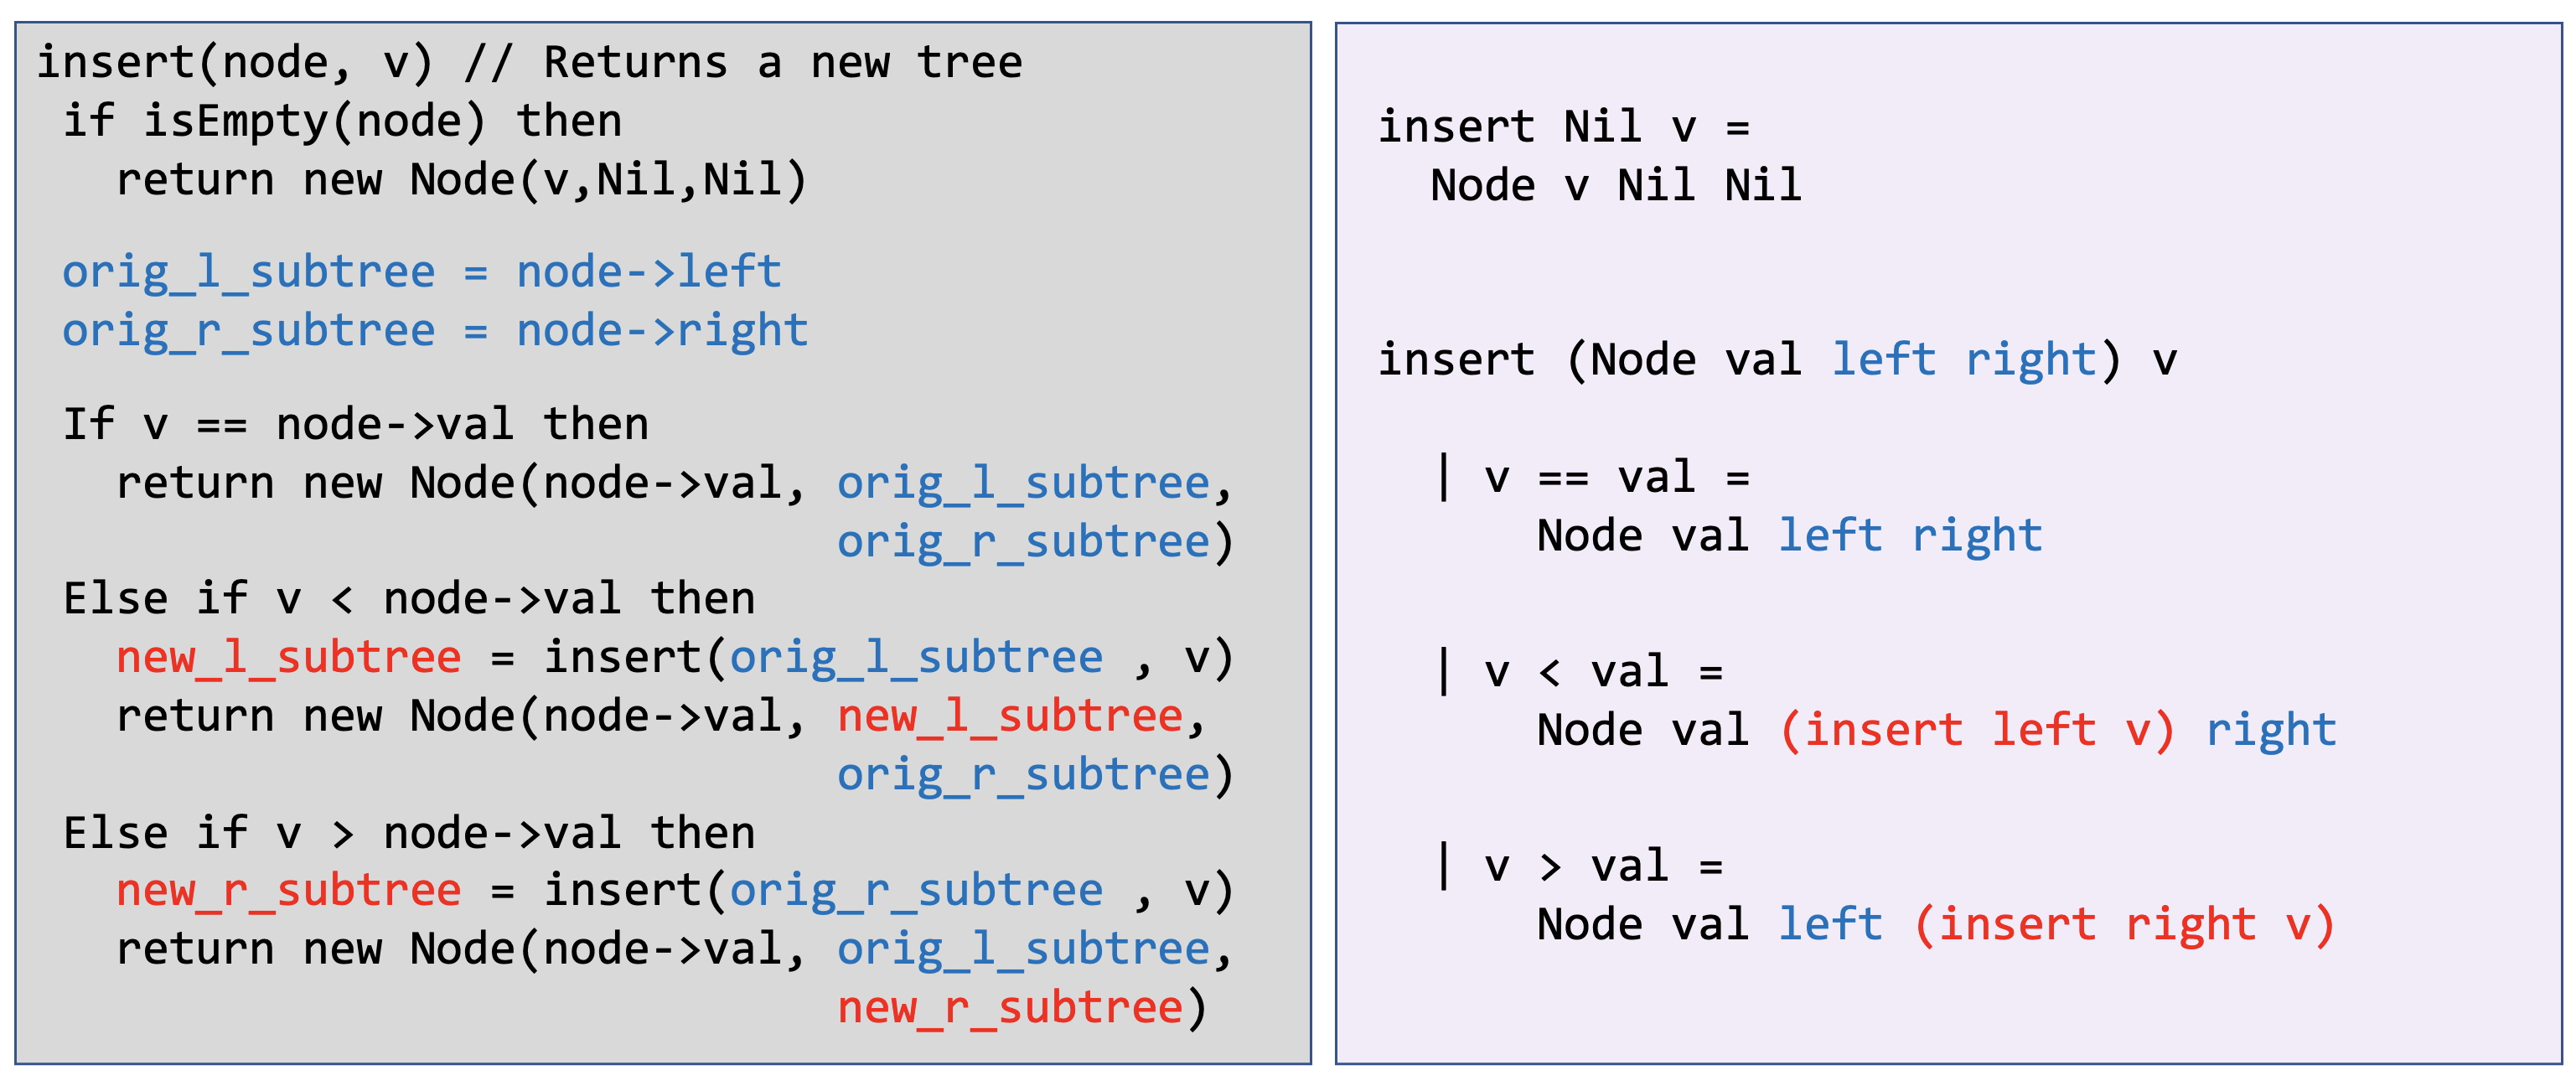 insert(node, v) // Returns a new tree
if isEmpty(node) then
return new Node(v,Nil,Nil)
orig_l_subtree = node->left
orig_r_subtree = node->right
If v == node->val then
return new Node(node->val, orig_l_subtree,
orig_r_subtree)
Else if v < node->val then
new_l_subtree = insert(orig_l_subtree , v)
return new Node(node->val, new_l_subtree,
orig_r_subtree)
Else if v > node->val then
new_r_subtree = insert(orig_r_subtree , v)
return new Node(node->val, orig_l_subtree,
new_r_subtree)
insert Nil v =
Node v Nil Nil
insert (Node val left right) v
| v == val =
Node val left right
| v < val =
Node val (insert left v) right
| v > val =
Node val left (insert right v)